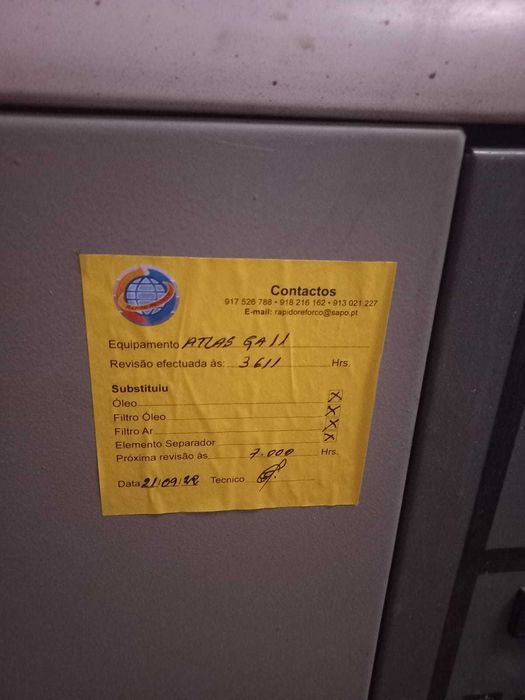 Contactos
917 526 788 • 918 216 162 • 913 021 227
E-mail: rapidoreforco@sapo.pt
Equipamento ATLAS GA11
Revisão efectuada às: 3611 Hrs.
Substituiu
Óleo X
Filtro Óleo X
Filtro Ar X
Elemento Separador X
Próxima revisão às 7.000 Hrs.
Data 21/09/22 Tecnico